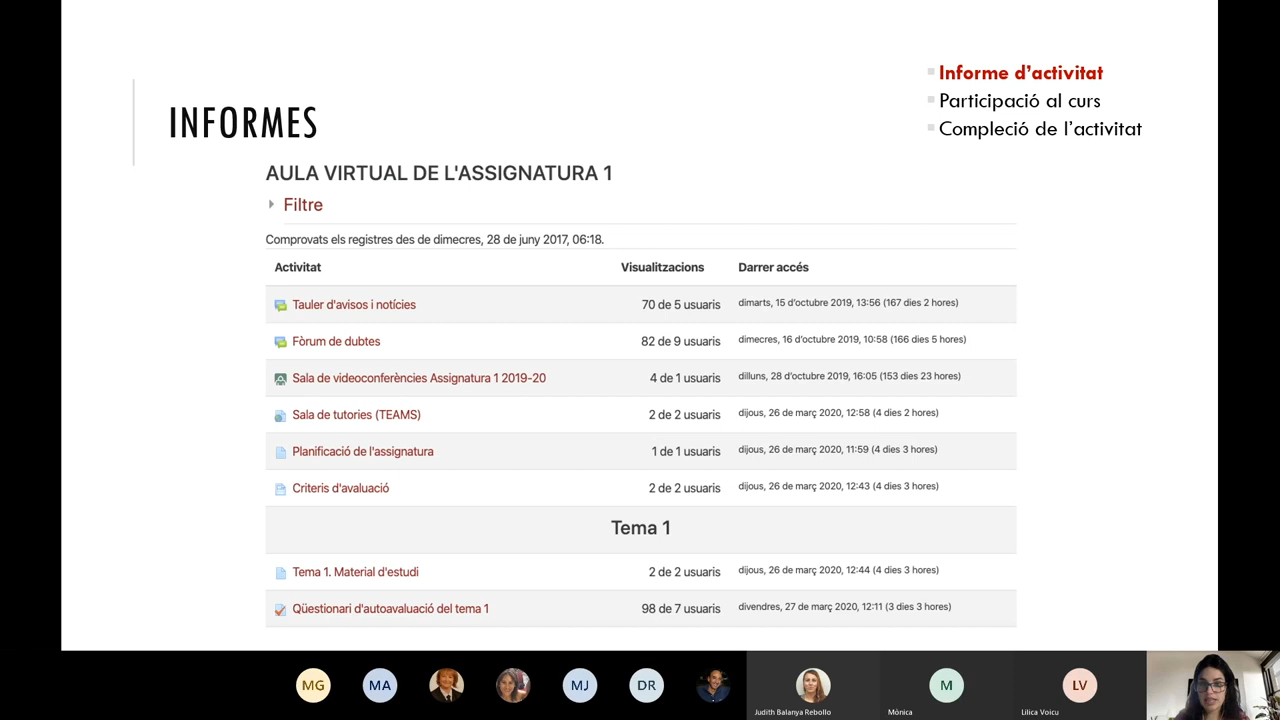 Informe d'activitat
Participació al curs
Compleció de l'activitat
INFORMES
AULA VIRTUAL DE L'ASSIGNATURA 1
Filtre
Comprovats els registres des de dimecres, 28 de juny 2017, 06:18.
Activitat Visualitzacions Darrer accés
Tauler d'avisos i notícies 70 de 5 usuaris dimarts, 15 d'octubre 2019, 13:56 (167 dies 2 hores)
Fòrum de dubtes 82 de 9 usuaris dimecres, 16 d'octubre 2019, 10:58 (166 dies 5 hores)
Sala de videoconferències Assignatura 1 2019-20 4 de 1 usuaris dilluns, 28 d'octubre 2019, 16:05 (153 dies 23 hores)
Sala de tutories (TEAMS) 2 de 2 usuaris dijous, 26 de març 2020, 12:58 (4 dies 2 hores)
Planificació de l'assignatura 1 de 1 usuaris dijous, 26 de març 2020, 11:59 (4 dies 3 hores)
Criteris d'avaluació 2 de 2 usuaris dijous, 26 de març 2020, 12:43 (4 dies 3 hores)
Tema 1
Tema 1. Material d'estudi 2 de 2 usuaris dijous, 26 de març 2020, 12:44 (4 dies 3 hores)
Qüestionari d'autoavaluació del tema 1 98 de 7 usuaris divendres, 27 de març 2020, 12:11 (3 dies 3 hores)
MG MA MJ DR M LV
Judith Balanya Rebollo Mònica Lilica Voicu